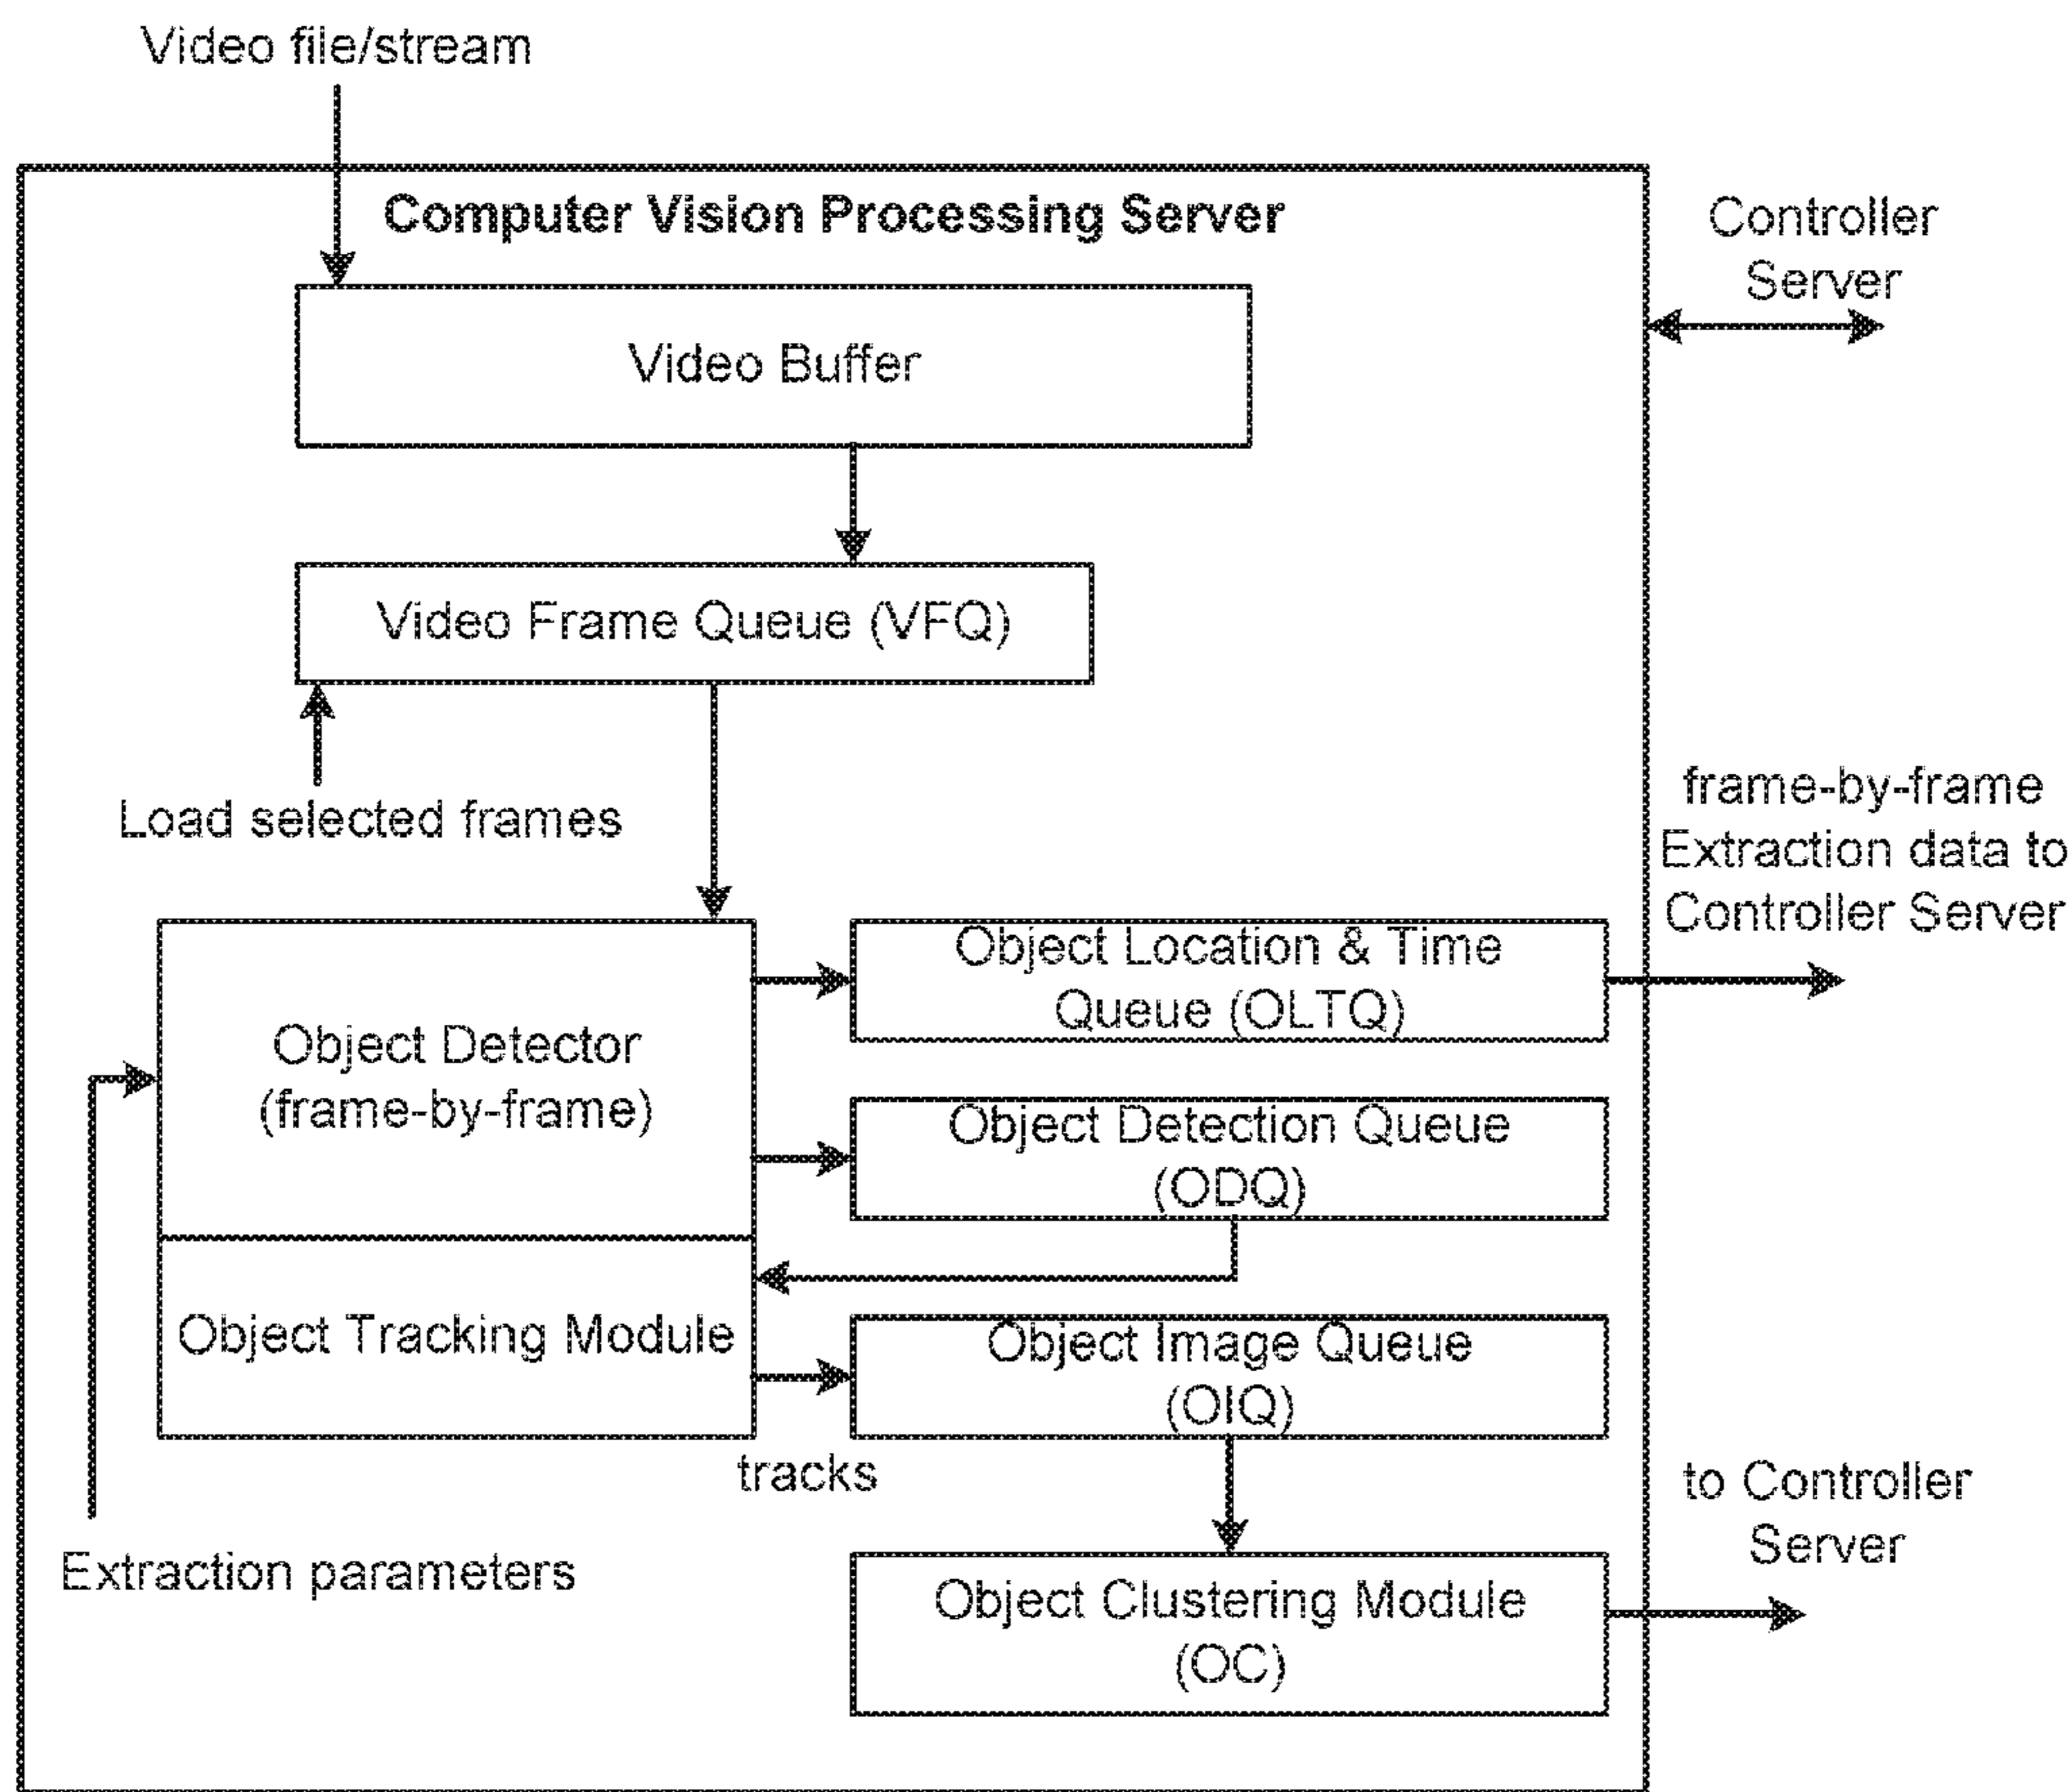 Video file/stream
Computer Vision Processing Server
Controller
Server
Video Buffer
Video Frame Queue (VFQ)
Load selected frames
frame-by-frame
Extraction data to
Controller Server
Object Location & Time
Queue (OLTQ)
Object Detector
(frame-by-frame)
Object Detection Queue
(ODQ)
Object Tracking Module
Object Image Queue
(OIQ)
tracks
to Controller
Server
Extraction parameters
Object Clustering Module
(OC)